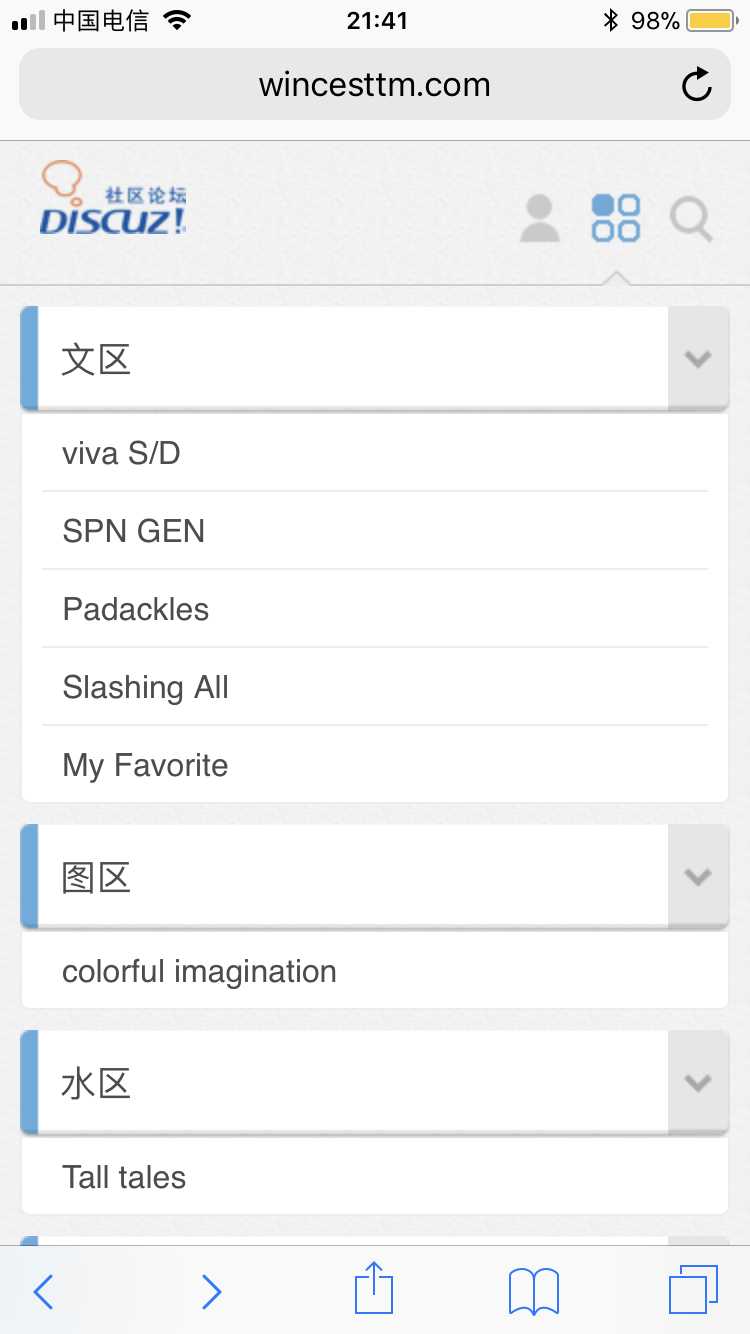 中国电信 21:41 98%
wincesttm.com
社区论坛
DISCUZ!
文区
viva S/D
SPN GEN
Padackles
Slashing All
My Favorite
图区
colorful imagination
水区
Tall tales